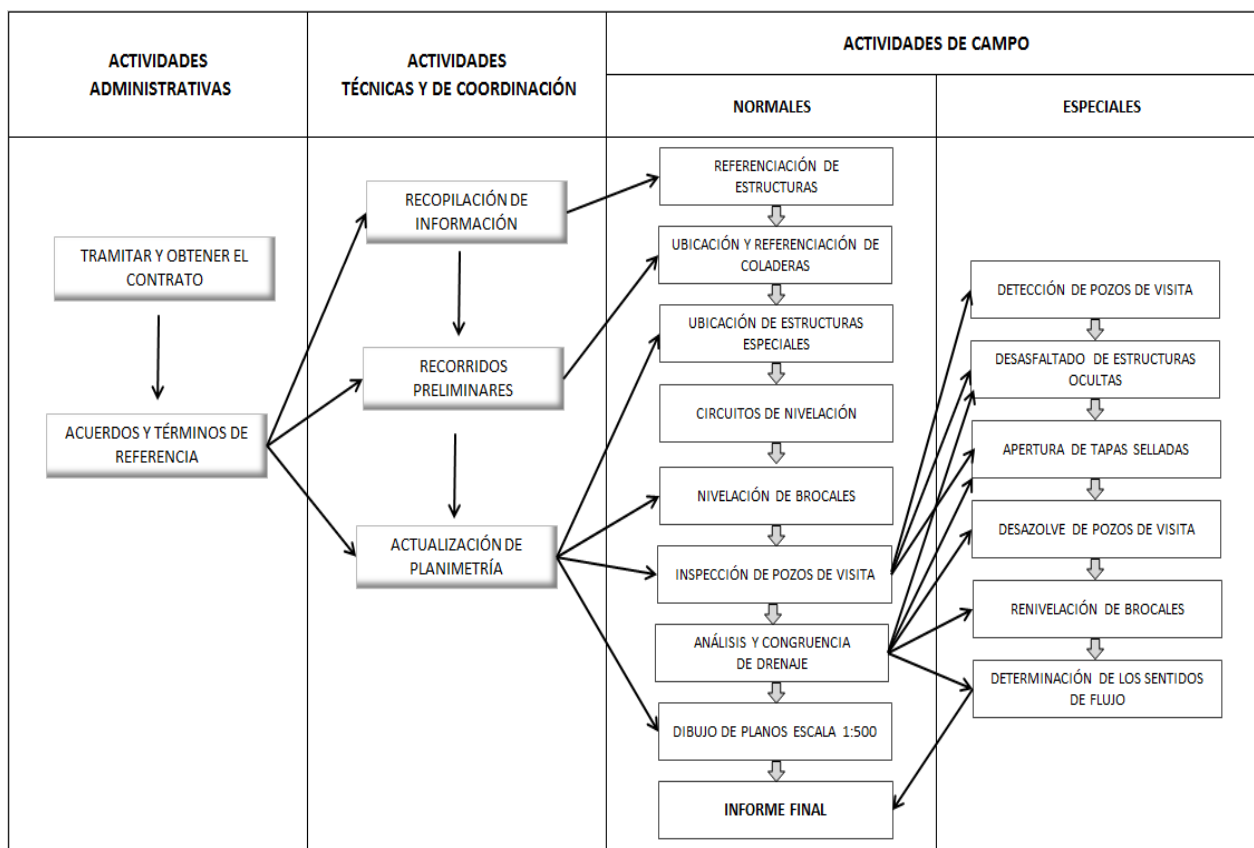 ACTIVIDADES
ADMINISTRATIVAS
ACTIVIDADES
TÉCNICAS Y DE COORDINACIÓN
ACTIVIDADES DE CAMPO
NORMALES
ESPECIALES
TRAMITAR Y OBTENER EL
CONTRATO
ACUERDOS Y TÉRMINOS DE
REFERENCIA
RECOPILACIÓN DE
INFORMACIÓN
RECORRIDOS
PRELIMINARES
ACTUALIZACIÓN DE
PLANIMETRÍA
REFERENCIACIÓN DE
ESTRUCTURAS
UBICACIÓN Y REFERENCIACIÓN DE
COLADERAS
UBICACIÓN DE ESTRUCTURAS
ESPECIALES
CIRCUITOS DE NIVELACIÓN
NIVELACIÓN DE BROCALES
INSPECCIÓN DE POZOS DE VISITA
ANÁLISIS Y CONGRUENCIA
DE DRENAJE
DIBUJO DE PLANOS ESCALA 1:500
INFORME FINAL
DETECCIÓN DE POZOS DE VISITA
DESASFALTADO DE ESTRUCTURAS
OCULTAS
APERTURA DE TAPAS SELLADAS
DESAZOLVE DE POZOS DE VISITA
RENIVELACIÓN DE BROCALES
DETERMINACIÓN DE LOS SENTIDOS
DE FLUJO